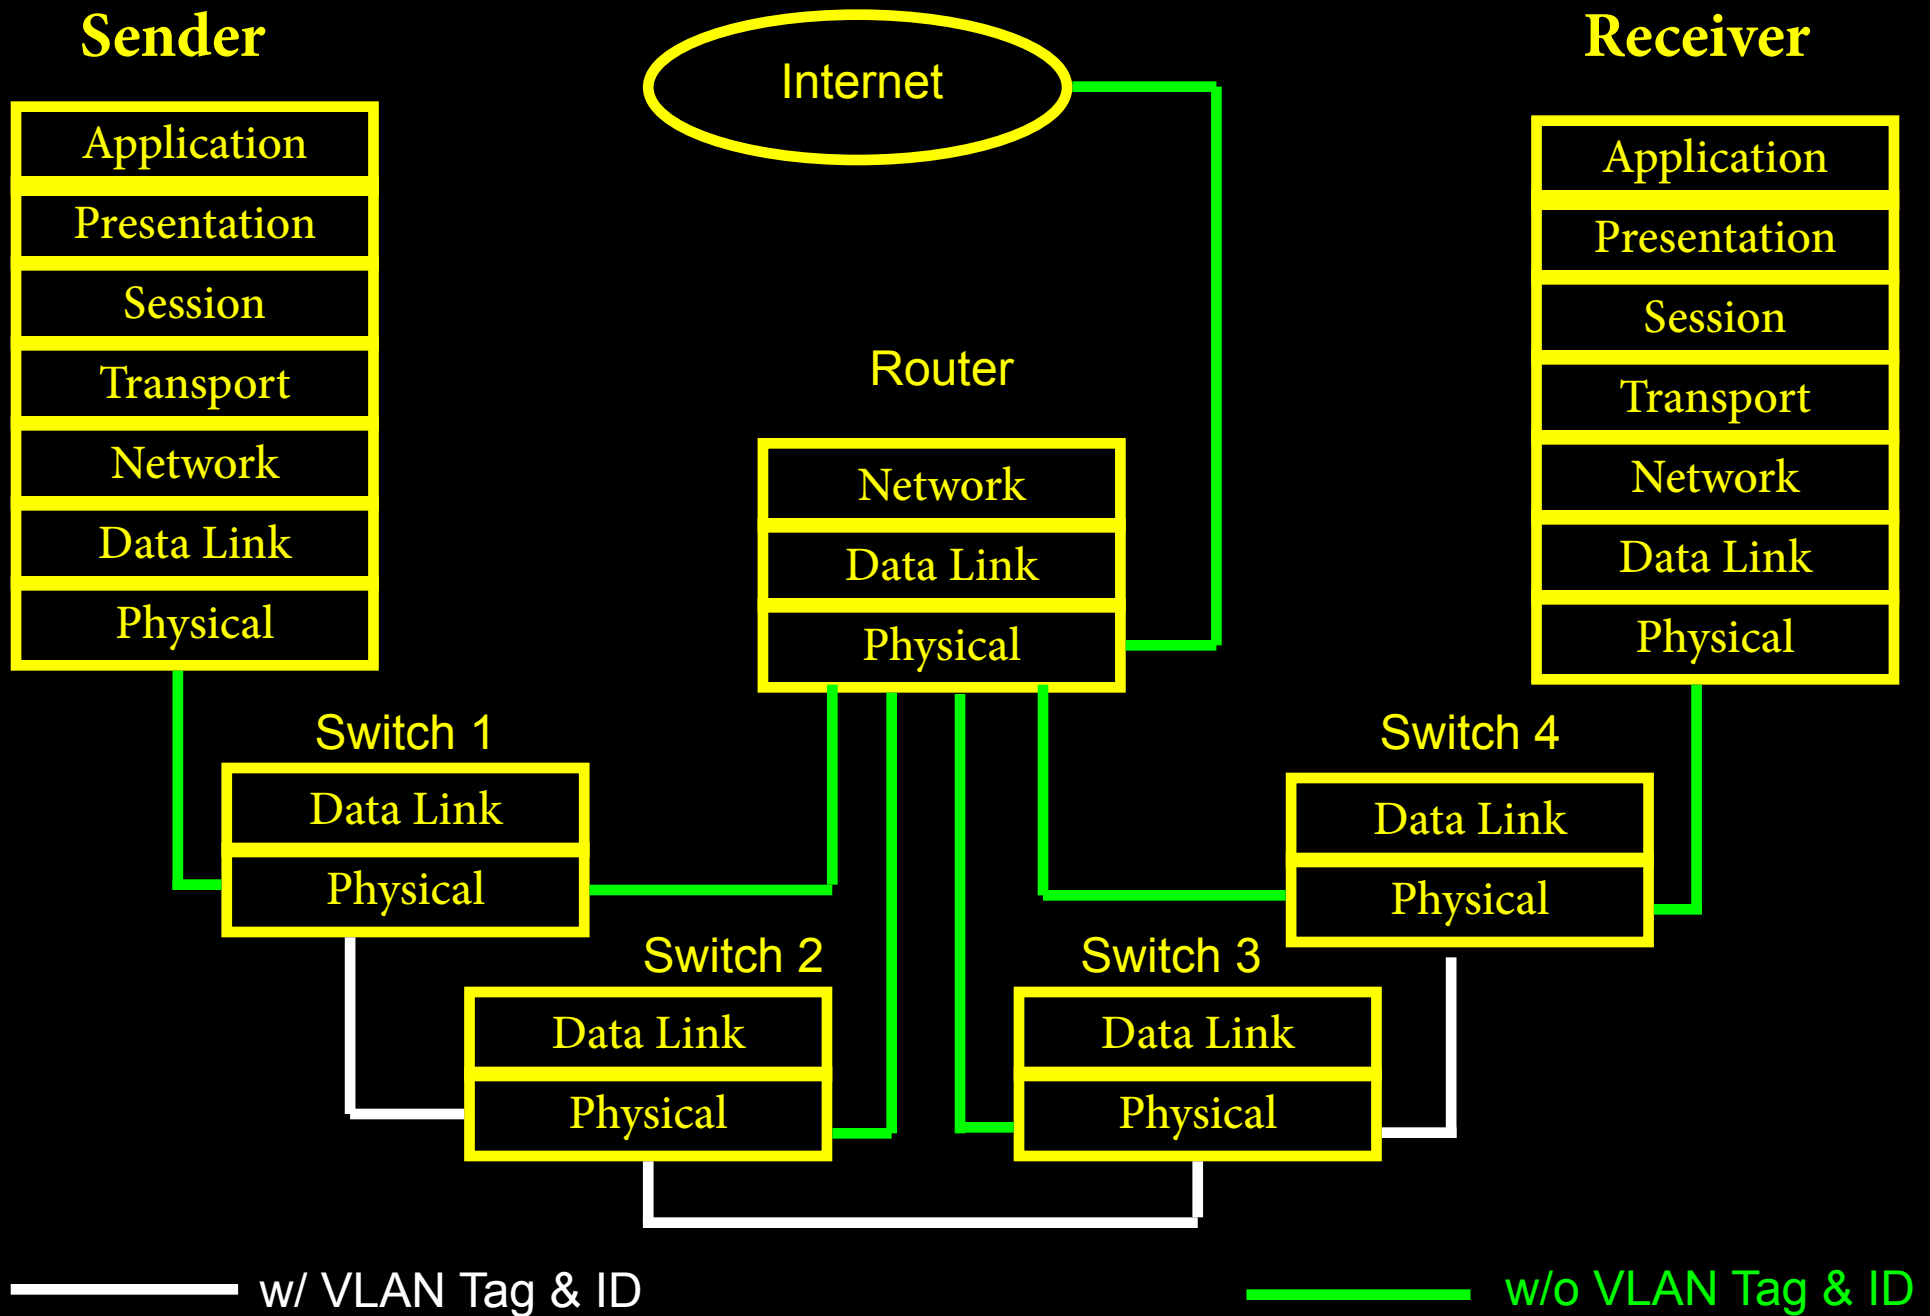 Sender
Internet
Receiver
Application
Presentation
Session
Transport
Network
Data Link
Physical
Router
Network
Data Link
Physical
Application
Presentation
Session
Transport
Network
Data Link
Physical
Switch 1
Data Link
Physical
Switch 2
Data Link
Physical
Switch 3
Data Link
Physical
Switch 4
Data Link
Physical
w/ VLAN Tag & ID
w/o VLAN Tag & ID